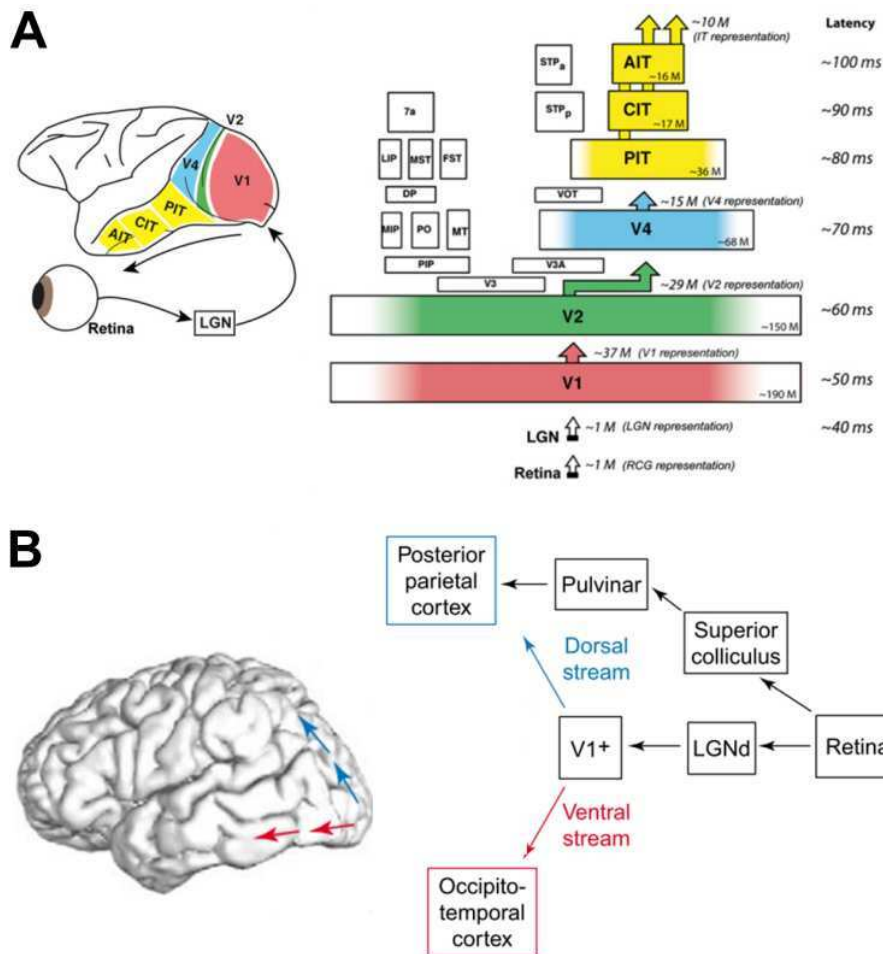 A
V2
V4
V1
PIT
CIT
AIT
Retina
LGN
~10 M
(IT representation)
Latency
STPa
AIT
~16 M
~100 ms
7a
STPp
CIT
~17 M
~90 ms
LIP
MST
FST
PIT
~36 M
~80 ms
DP
VOT
~15 M (V4 representation)
MIP
PO
MT
V4
~68 M
~70 ms
PIP
V3A
V3
~29 M (V2 representation)
V2
~150 M
~60 ms
~37 M (V1 representation)
V1
~190 M
~50 ms
LGN
~1 M (LGN representation)
~40 ms
Retina
~1 M (RCG representation)
B
Posterior
parietal
cortex
Pulvinar
Superior
colliculus
Dorsal
stream
V1+
LGNd
Retina
Ventral
stream
Occipito-
temporal
cortex